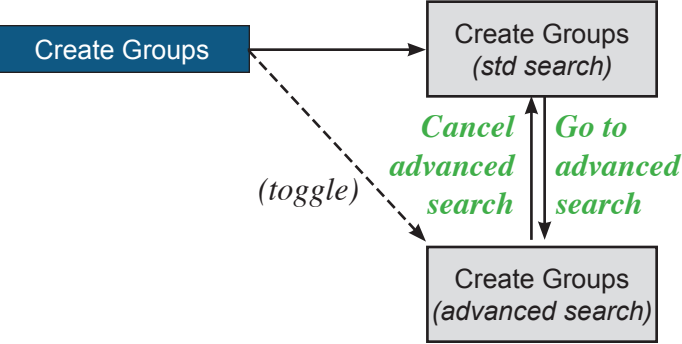 Create Groups
Create Groups
(std search)
Cancel
advanced
search
Go to
advanced
search
(toggle)
Create Groups
(advanced search)